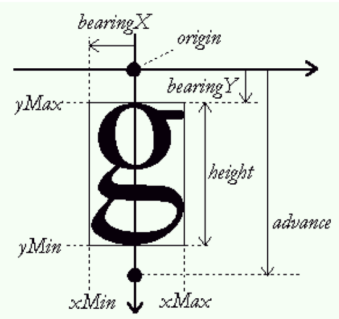 bearingX
origin
bearingY
yMax
g
height
advance
yMin
xMin xMax